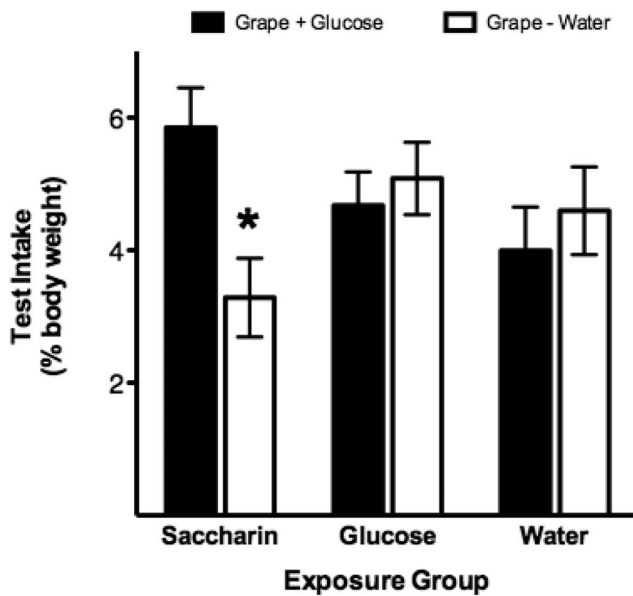 Grape + Glucose
Grape - Water
Test Intake
(% body weight)
6
4
2
*
Saccharin
Glucose
Water
Exposure Group